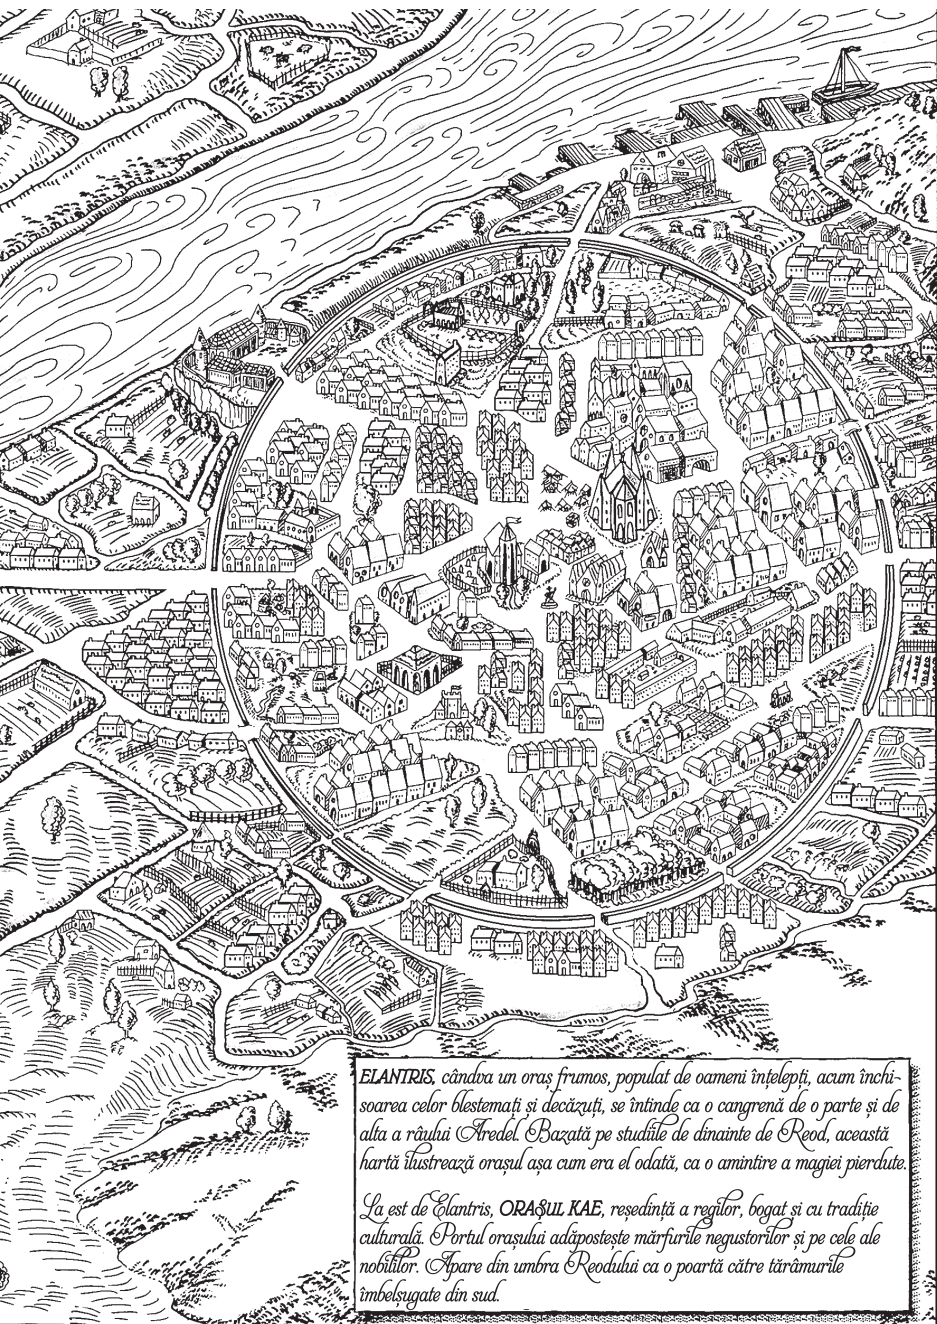 ELANTRIS, cândva un oraș frumos, populat de oameni înțelepți, acum închi-
soarea celor blestemați și decăzuți, se întinde ca o cangrenă de o parte și de
alta a râului Aredel. Bazată pe studiile de dinainte de Reod, această
hartă ilustrează orașul așa cum era el odată, ca o amintire a magiei pierdute.
La est de Elantris, ORAȘUL KAE, reședință a regilor, bogat și cu tradiție
culturală. Portul orașului adăpostește mărfurile negustorilor și pe cele ale
nobililor. Apare din umbra Reodului ca o poartă către tărâmurile
îmbelșugate din sud.